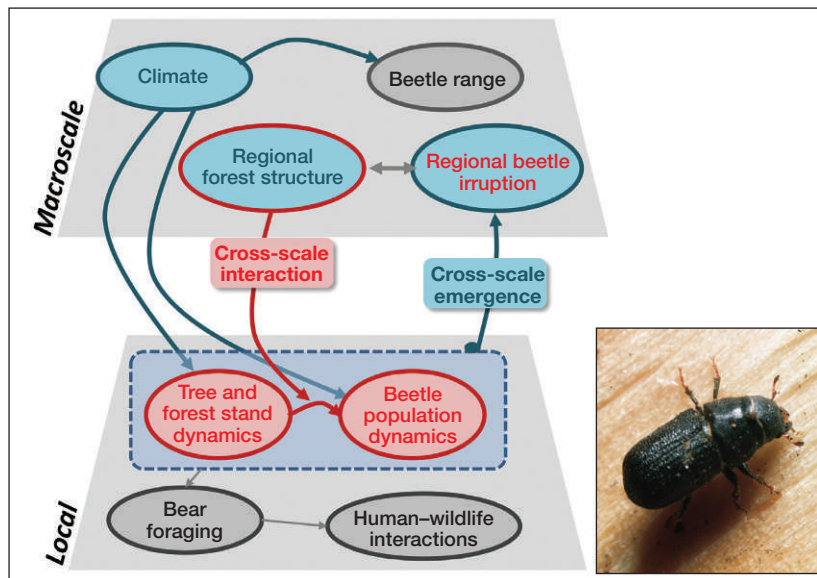 Macroscale
Climate
Beetle range
Regional
forest structure
Regional beetle
irruption
Cross-scale
interaction
Cross-scale
emergence
Local
Tree and
forest stand
dynamics
Beetle
population
dynamics
Bear
foraging
Human–wildlife
interactions